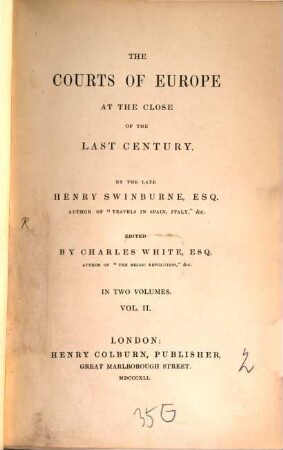 THE
COURTS OF EUROPE
AT THE CLOSE
OF THE
LAST CENTURY.
BY THE LATE
HENRY SWINBURNE, ESQ.
AUTHOR OF "TRAVELS IN SPAIN, ITALY," &c.
EDITED
BY CHARLES WHITE, ESQ.
AUTHOR OF "THE BELGIC REVOLUTION," &c.
IN TWO VOLUMES.
VOL. II.
LONDON:
HENRY COLBURN, PUBLISHER,
GREAT MARLBOROUGH STREET.
MDCCCXLI.
2
35G